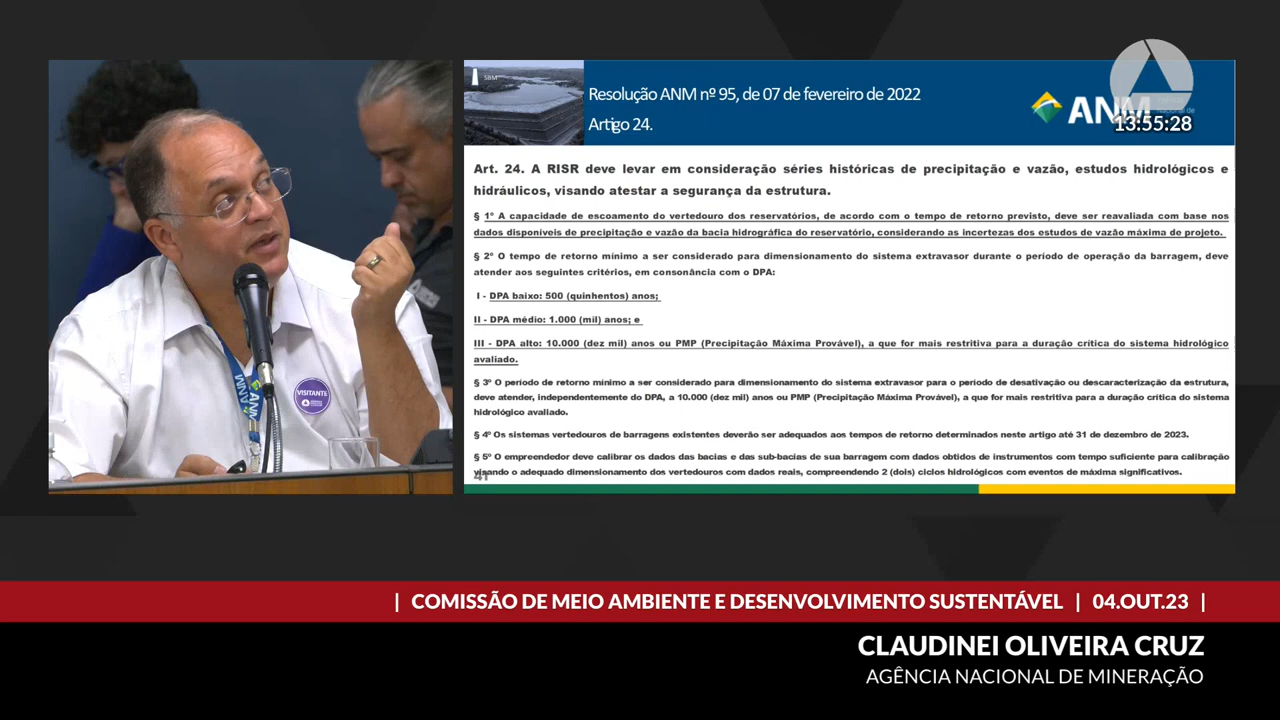 SBM
Resolução ANM nº 95, de 07 de fevereiro de 2022
Artigo 24.
ANM
13:55:28
Art. 24. A RISR deve levar em consideração séries históricas de precipitação e vazão, estudos hidrológicos e
hidráulicos, visando atestar a segurança da estrutura.
§ 1º A capacidade de escoamento do vertedouro dos reservatórios, de acordo com o tempo de retorno previsto, deve ser reavaliada com base nos
dados disponíveis de precipitação e vazão da bacia hidrográfica do reservatório, considerando as incertezas dos estudos de vazão máxima de projeto.
§ 2º O tempo de retorno mínimo a ser considerado para dimensionamento do sistema extravasor durante o período de operação da barragem, deve
atender aos seguintes critérios, em consonância com o DPA:
I - DPA baixo: 500 (quinhentos) anos;
II - DPA médio: 1.000 (mil) anos; e
III - DPA alto: 10.000 (dez mil) anos ou PMP (Precipitação Máxima Provável), a que for mais restritiva para a duração crítica do sistema hidrológico
avaliado.
§ 3º O período de retorno mínimo a ser considerado para dimensionamento do sistema extravasor para o período de desativação ou descaracterização da estrutura,
deve atender, independentemente do DPA, a 10.000 (dez mil) anos ou PMP (Precipitação Máxima Provável), a que for mais restritiva para a duração crítica do sistema
hidrológico avaliado.
§ 4º Os sistemas vertedouros de barragens existentes deverão ser adequados aos tempos de retorno determinados neste artigo até 31 de dezembro de 2023.
§ 5º O empreendedor deve calibrar os dados das bacias e das sub-bacias de sua barragem com dados obtidos de instrumentos com tempo suficiente para calibração
visando o adequado dimensionamento dos vertedouros com dados reais, compreendendo 2 (dois) ciclos hidrológicos com eventos de máxima significativos.
41
VISITANTE
ANM
| COMISSÃO DE MEIO AMBIENTE E DESENVOLVIMENTO SUSTENTÁVEL | 04.OUT.23 |
CLAUDINEI OLIVEIRA CRUZ
AGÊNCIA NACIONAL DE MINERAÇÃO